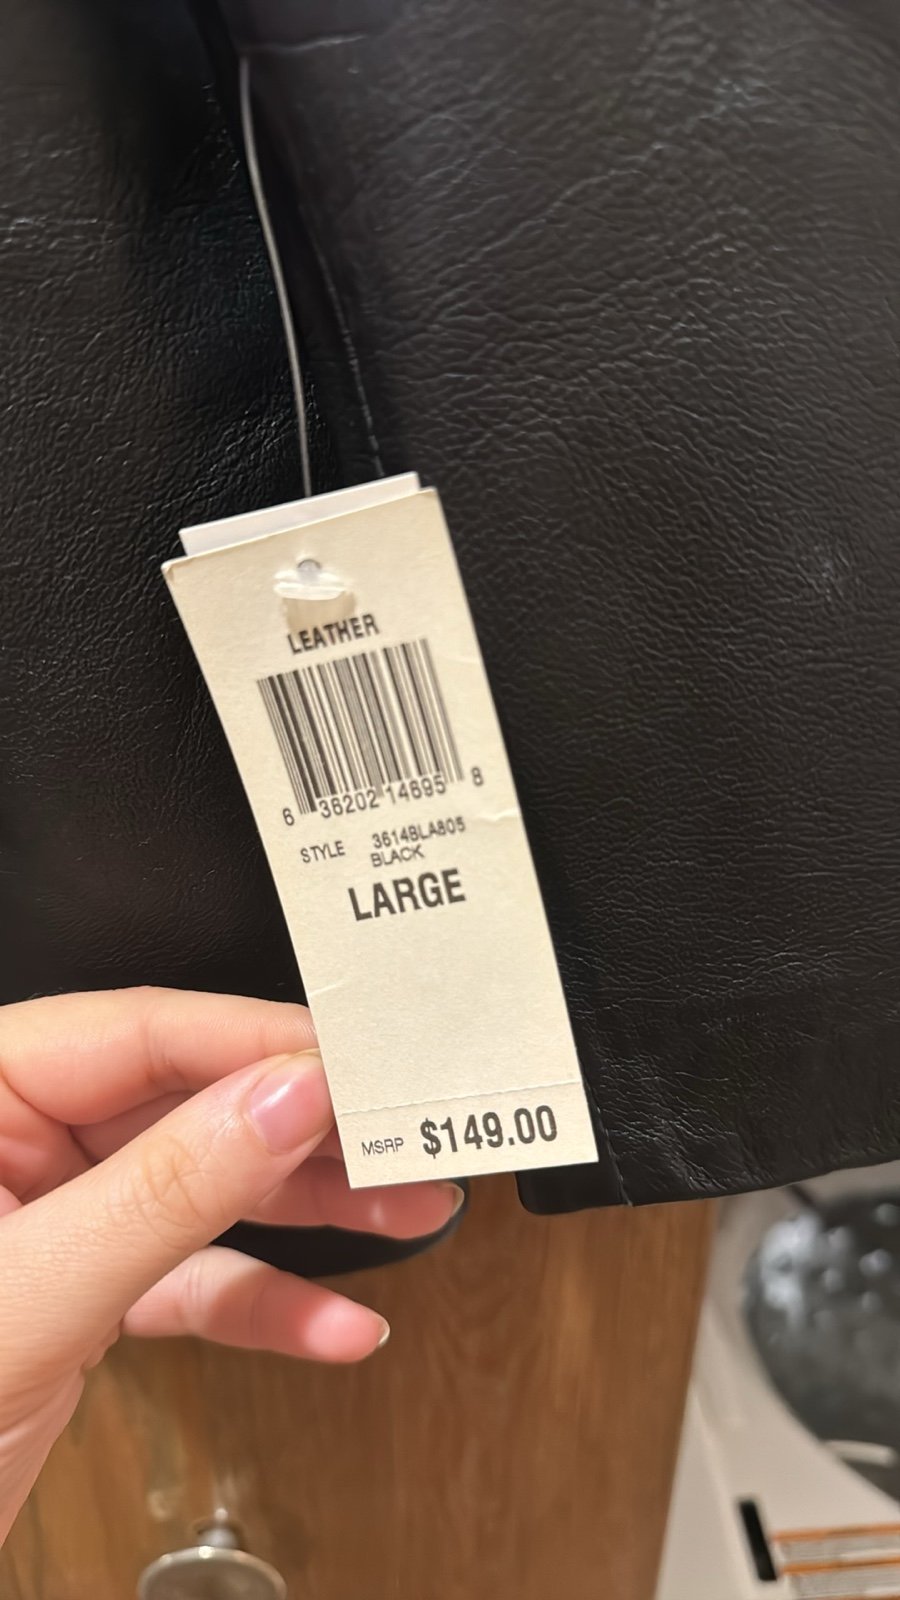 LEATHER
6 36202 14695 8
STYLE 3614BLA805
BLACK
LARGE
MSRP $149.00